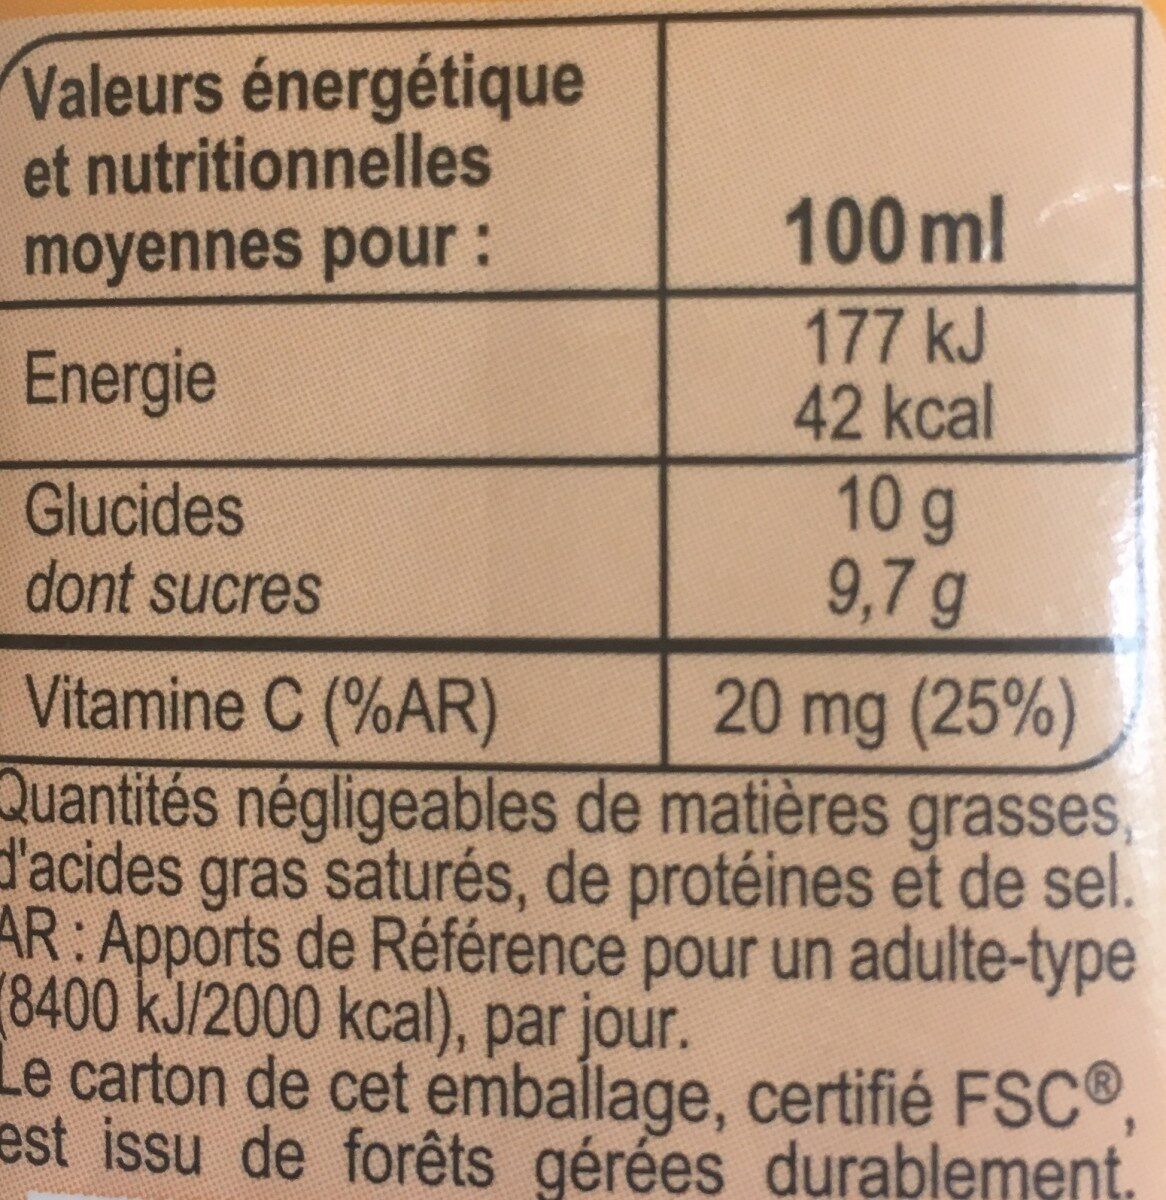 Valeurs énergétique
et nutritionnelles
moyennes pour :
100 ml
Energie
177 kJ
42 kcal
Glucides
10 g
dont sucres
9,7 g
Vitamine C (%AR)
20 mg (25%)
Quantités négligeables de matières grasses,
d'acides gras saturés, de protéines et de sel.
AR : Apports de Référence pour un adulte-type
(8400 kJ/2000 kcal), par jour.
Le carton de cet emballage, certifié FSC®,
est issu de forêts gérées durablement.